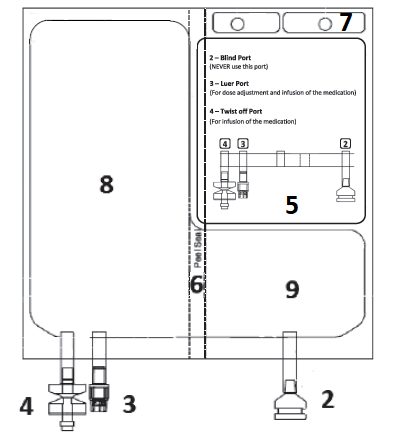 7
2 – Blind Port
(NEVER use this port)
3 – Luer Port
(For dose adjustment and infusion of the medication)
4 – Twist off Port
(For infusion of the medication)
4 3 2
5
8
Peel Seal
6
9
4 3 2